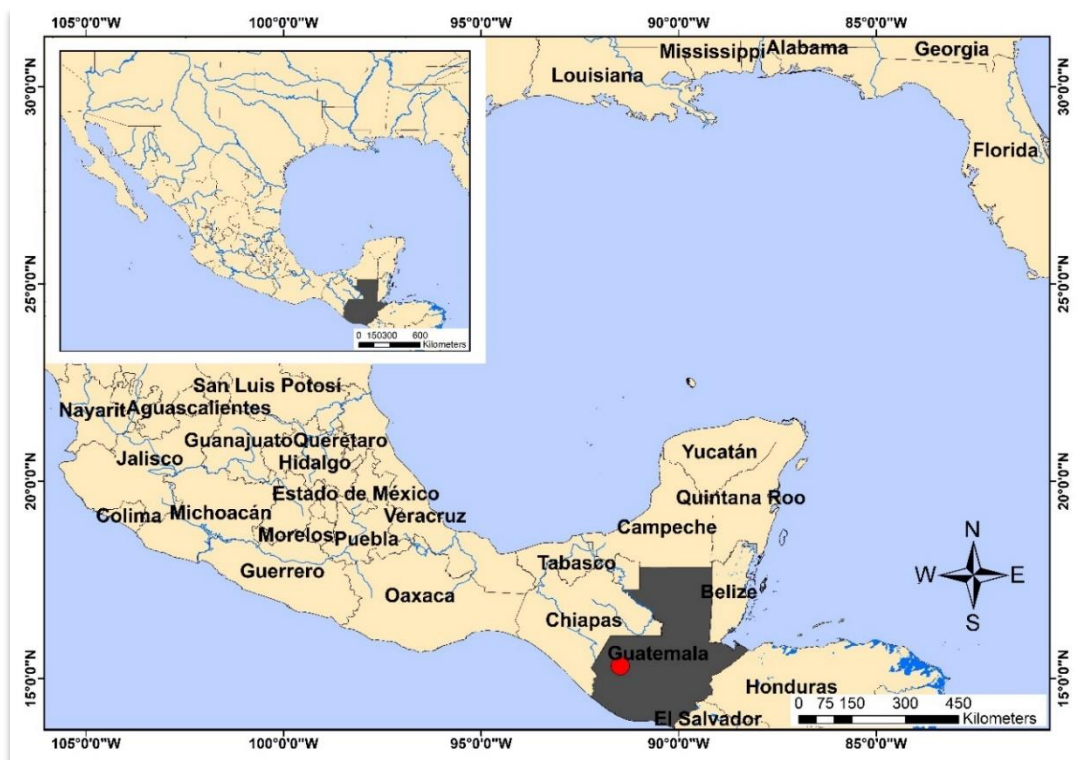 105°0'0"W 100°0'0"W 95°0'0"W 90°0'0"W 85°0'0"W
30°0'0"N
25°0'0"N
20°0'0"N
15°0'0"N
0 150300 600
Kilometers
Mississippi Alabama Georgia
Louisiana
Florida
San Luis Potosí
Nayarit Aguascalientes
Guanajuato Querétaro
Jalisco Hidalgo
Yucatán
Estado de México
Quintana Roo
Colima Michoacán Veracruz
Morelos Puebla
Campeche
Guerrero
Tabasco
Oaxaca
Belize
Chiapas
Guatemala
Honduras
El Salvador
N
W E
S
0 75 150 300 450
Kilometers
30°0'0"N
25°0'0"N
20°0'0"N
15°0'0"N
105°0'0"W 100°0'0"W 95°0'0"W 90°0'0"W 85°0'0"W